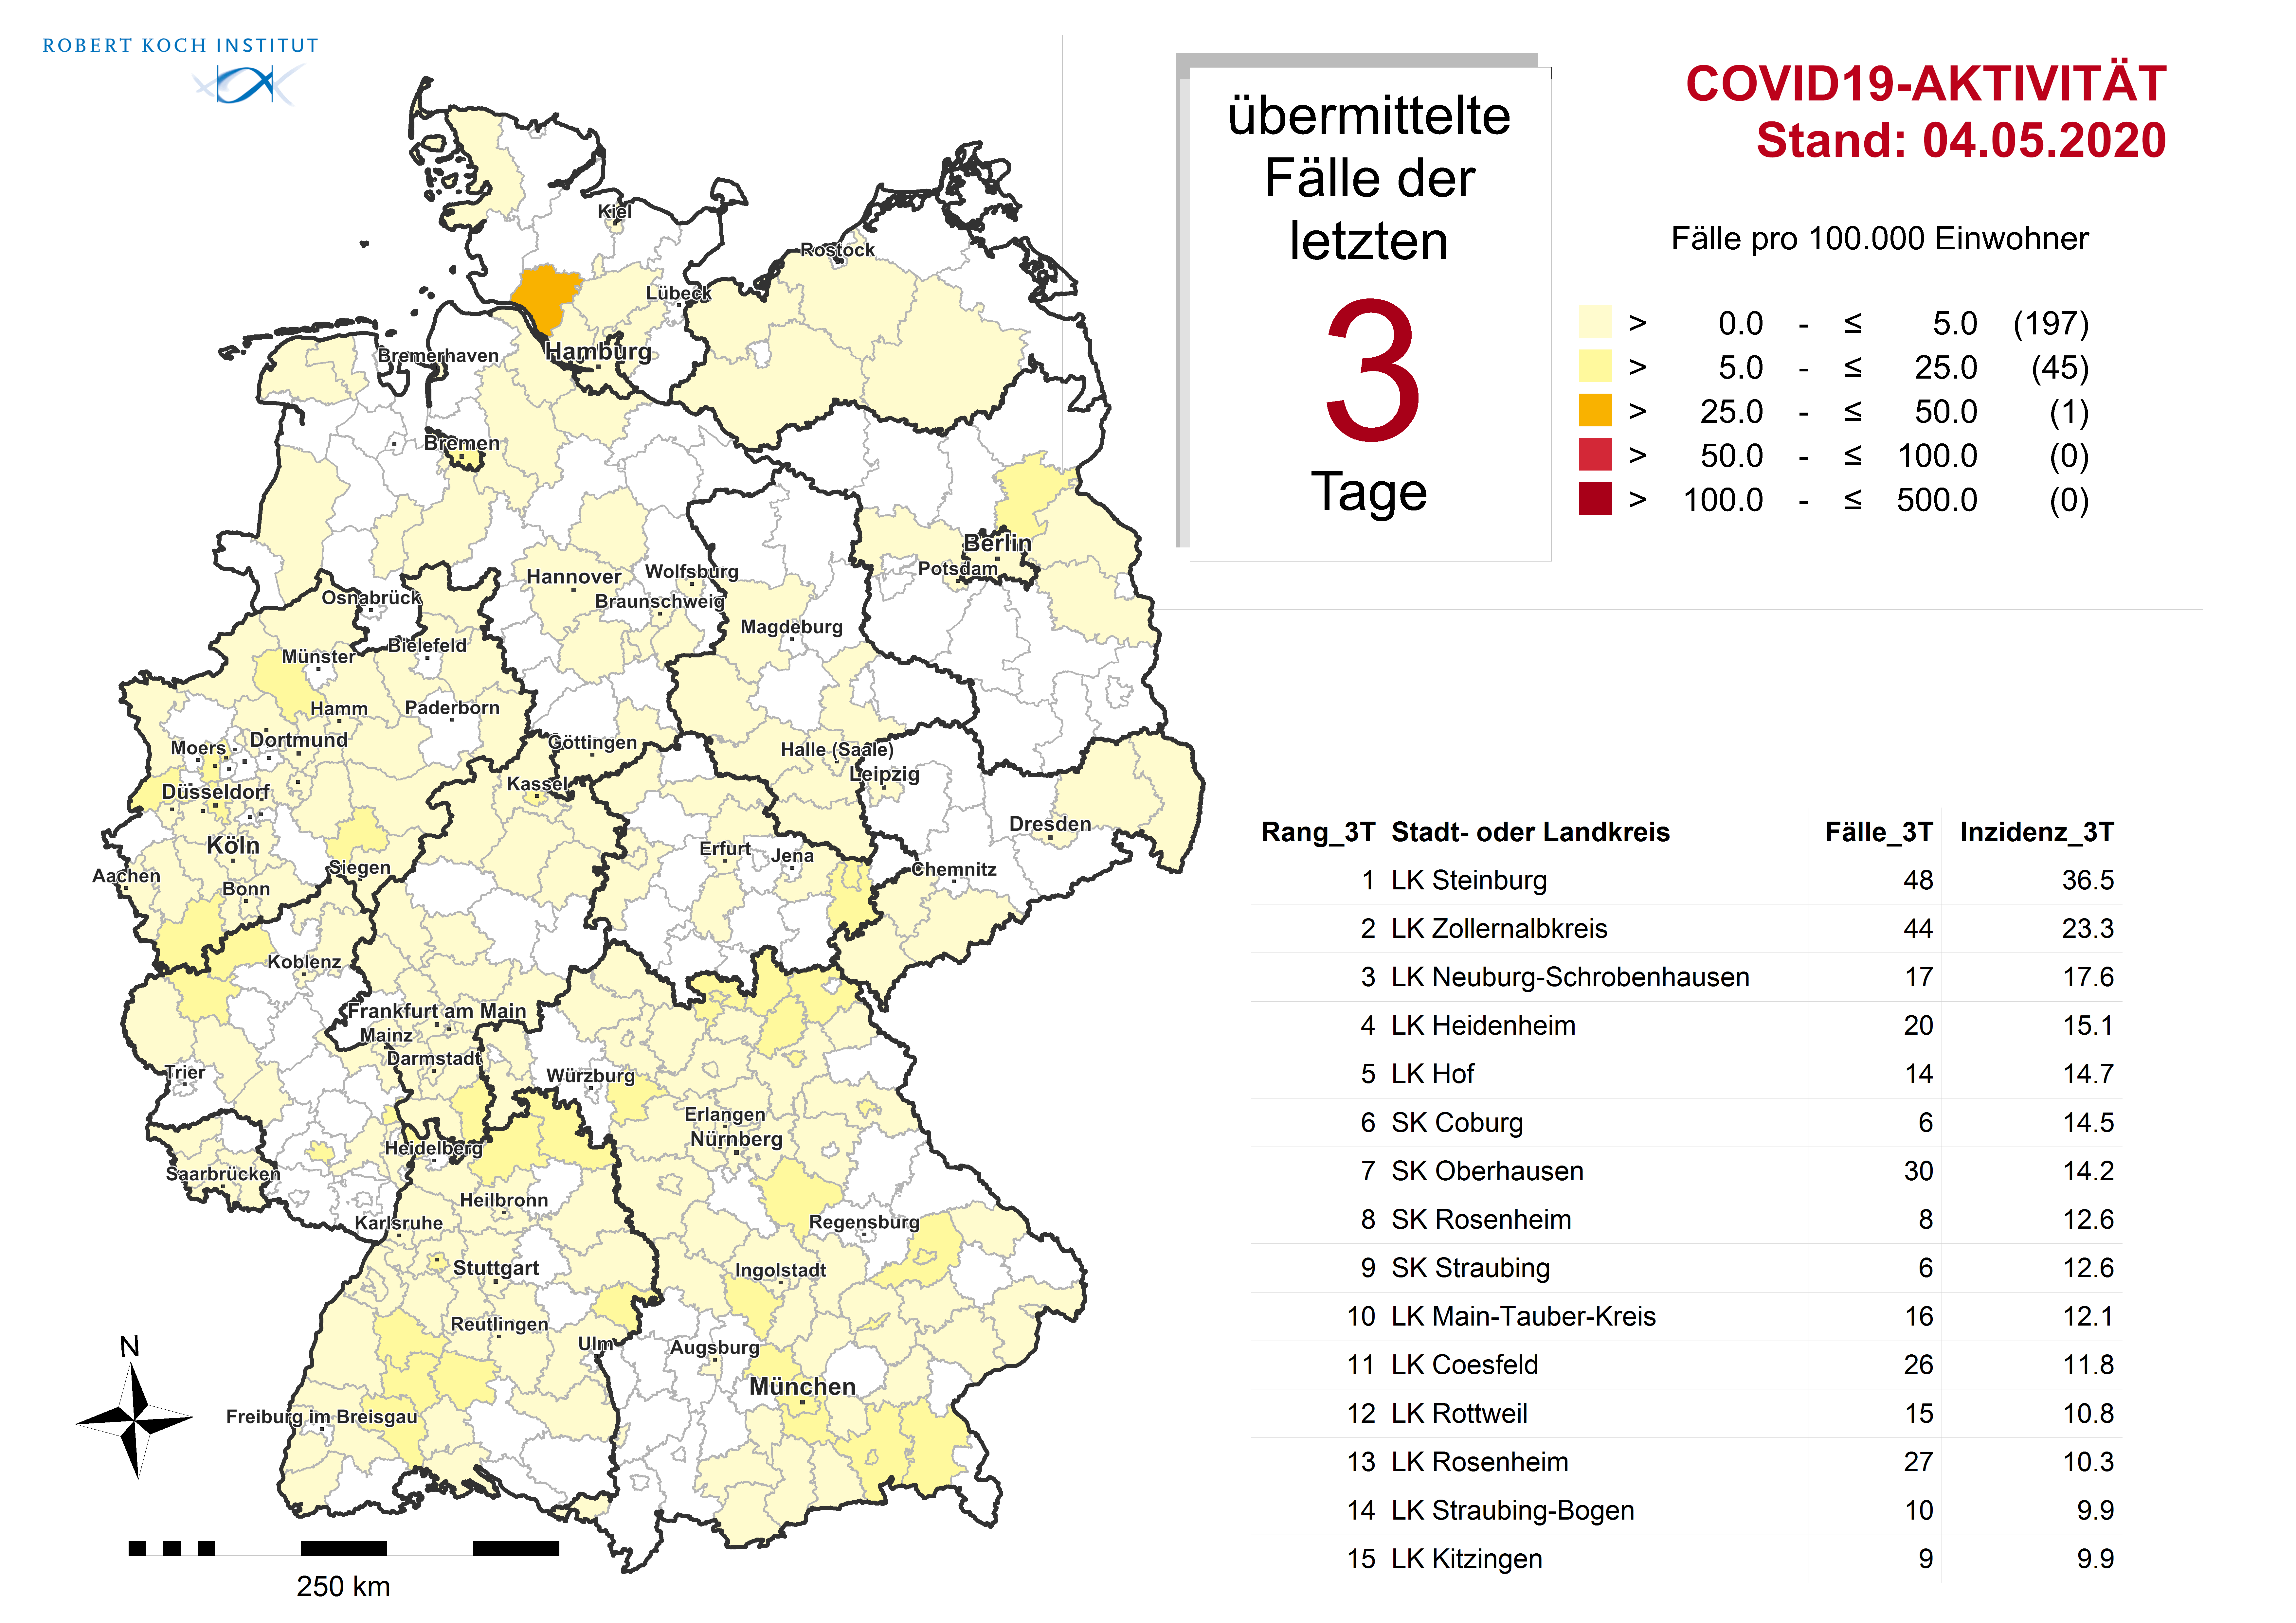 ROBERT KOCH INSTITUT
übermittelte
Fälle der
letzten
3
Tage
COVID19-AKTIVITÄT
Stand: 04.05.2020
Fälle pro 100.000 Einwohner
> 0.0 - ≤ 5.0 (197)
> 5.0 - ≤ 25.0 (45)
> 25.0 - ≤ 50.0 (1)
> 50.0 - ≤ 100.0 (0)
> 100.0 - ≤ 500.0 (0)
Kiel
Rostock
Lübeck
Hamburg
Bremerhaven
Bremen
Berlin
Potsdam
Hannover
Wolfsburg
Braunschweig
Osnabrück
Magdeburg
Bielefeld
Münster
Hamm
Paderborn
Moers
Dortmund
Göttingen
Halle (Saale)
Leipzig
Kassel
Düsseldorf
Dresden
Köln
Erfurt
Jena
Chemnitz
Siegen
Aachen
Bonn
Koblenz
Frankfurt am Main
Mainz
Darmstadt
Trier
Würzburg
Erlangen
Nürnberg
Heidelberg
Saarbrücken
Heilbronn
Karlsruhe
Regensburg
Stuttgart
Ingolstadt
Reutlingen
Ulm
Augsburg
München
Freiburg im Breisgau
N
250 km
Rang_3T Stadt- oder Landkreis Fälle_3T Inzidenz_3T
1 LK Steinburg 48 36.5
2 LK Zollernalbkreis 44 23.3
3 LK Neuburg-Schrobenhausen 17 17.6
4 LK Heidenheim 20 15.1
5 LK Hof 14 14.7
6 SK Coburg 6 14.5
7 SK Oberhausen 30 14.2
8 SK Rosenheim 8 12.6
9 SK Straubing 6 12.6
10 LK Main-Tauber-Kreis 16 12.1
11 LK Coesfeld 26 11.8
12 LK Rottweil 15 10.8
13 LK Rosenheim 27 10.3
14 LK Straubing-Bogen 10 9.9
15 LK Kitzingen 9 9.9